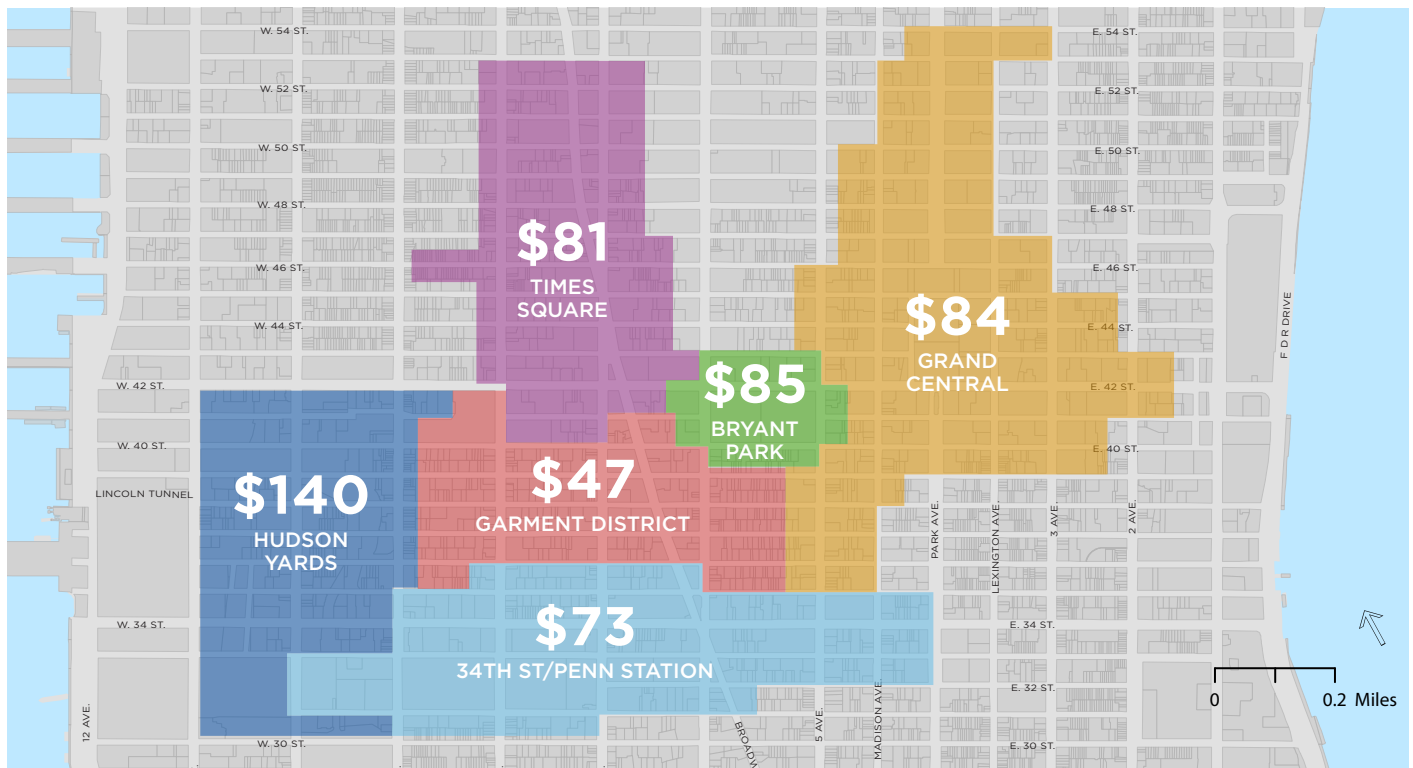 W. 54 ST.
E. 54 ST.
W. 52 ST.
E. 52 ST.
W. 50 ST.
E. 50 ST.
W. 48 ST.
E. 48 ST.
$81
TIMES
SQUARE
W. 46 ST.
E. 46 ST.
$84
GRAND
CENTRAL
W. 44 ST.
E. 44 ST.
F D R DRIVE
$85
BRYANT
PARK
W. 42 ST.
E. 42 ST.
W. 40 ST.
E. 40 ST.
LINCOLN TUNNEL
$140
HUDSON
YARDS
$47
GARMENT DISTRICT
PARK AVE.
LEXINGTON AVE.
3 AVE.
2 AVE.
$73
34TH ST/PENN STATION
W. 34 ST.
E. 34 ST.
E. 32 ST.
12 AVE.
W. 30 ST.
BROADW
5 AVE.
MADISON AVE.
E. 30 ST.
0
0.2 Miles